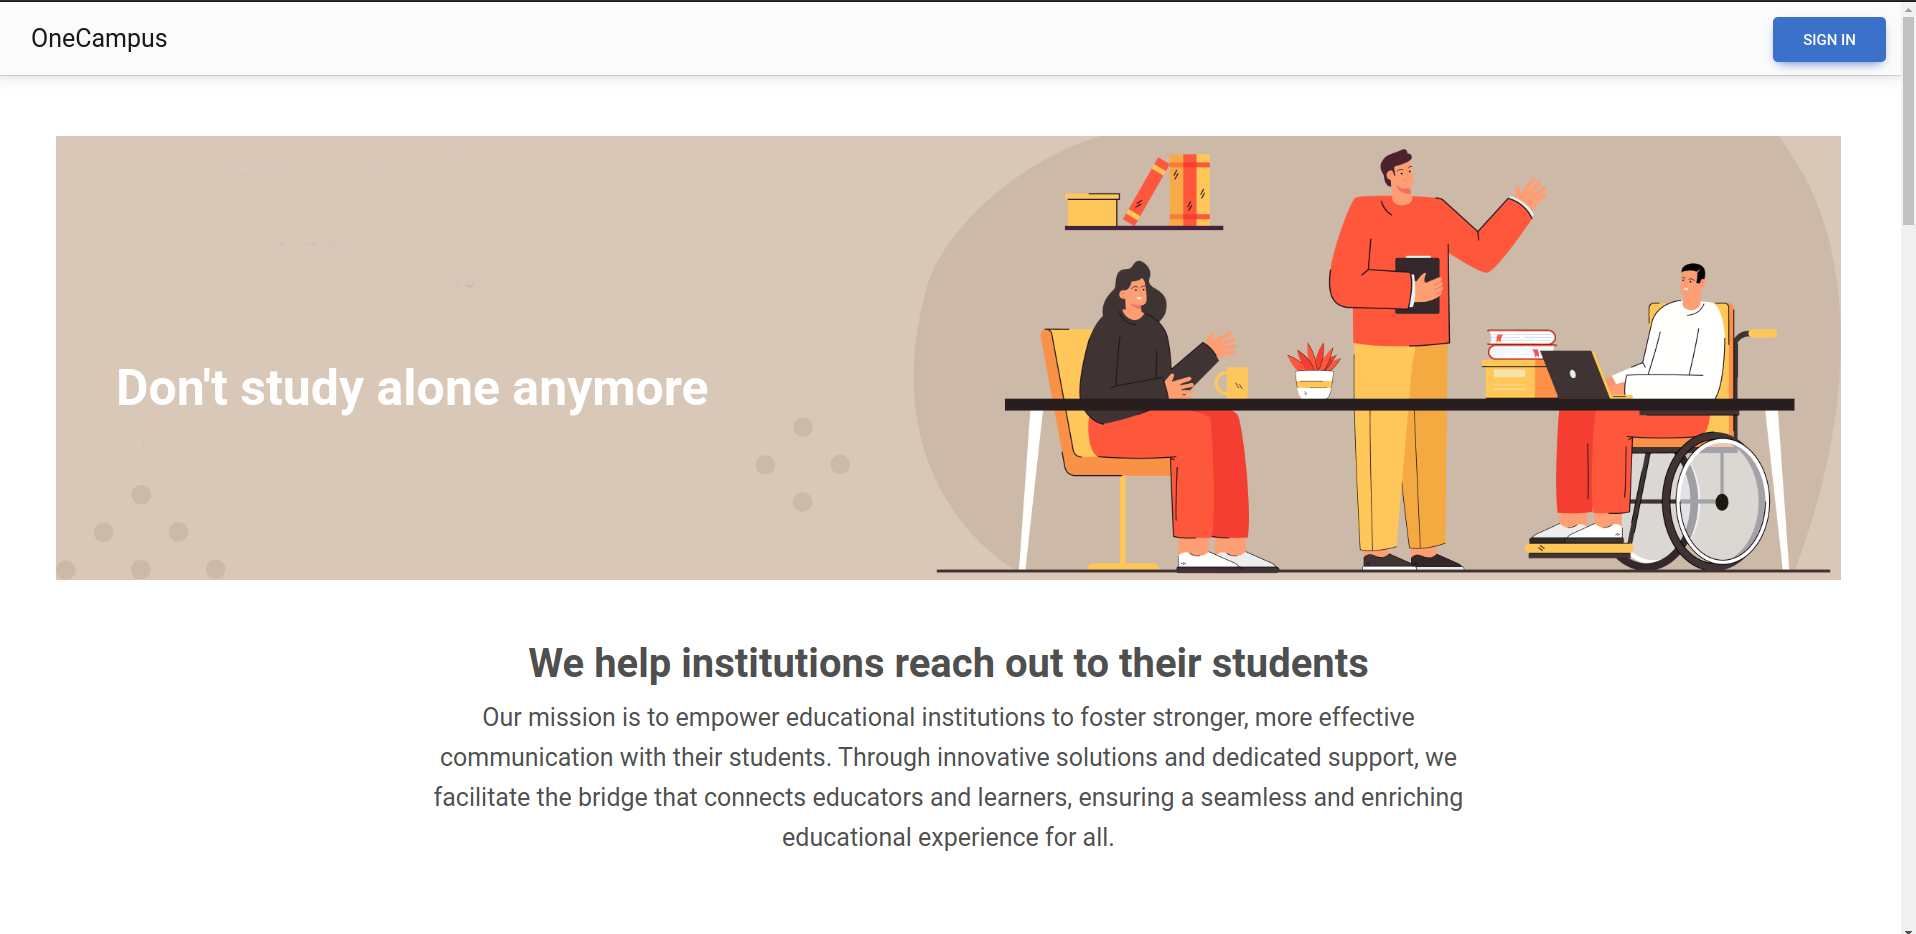 OneCampus
SIGN IN
Don't study alone anymore
We help institutions reach out to their students
Our mission is to empower educational institutions to foster stronger, more effective
communication with their students. Through innovative solutions and dedicated support, we
facilitate the bridge that connects educators and learners, ensuring a seamless and enriching
educational experience for all.